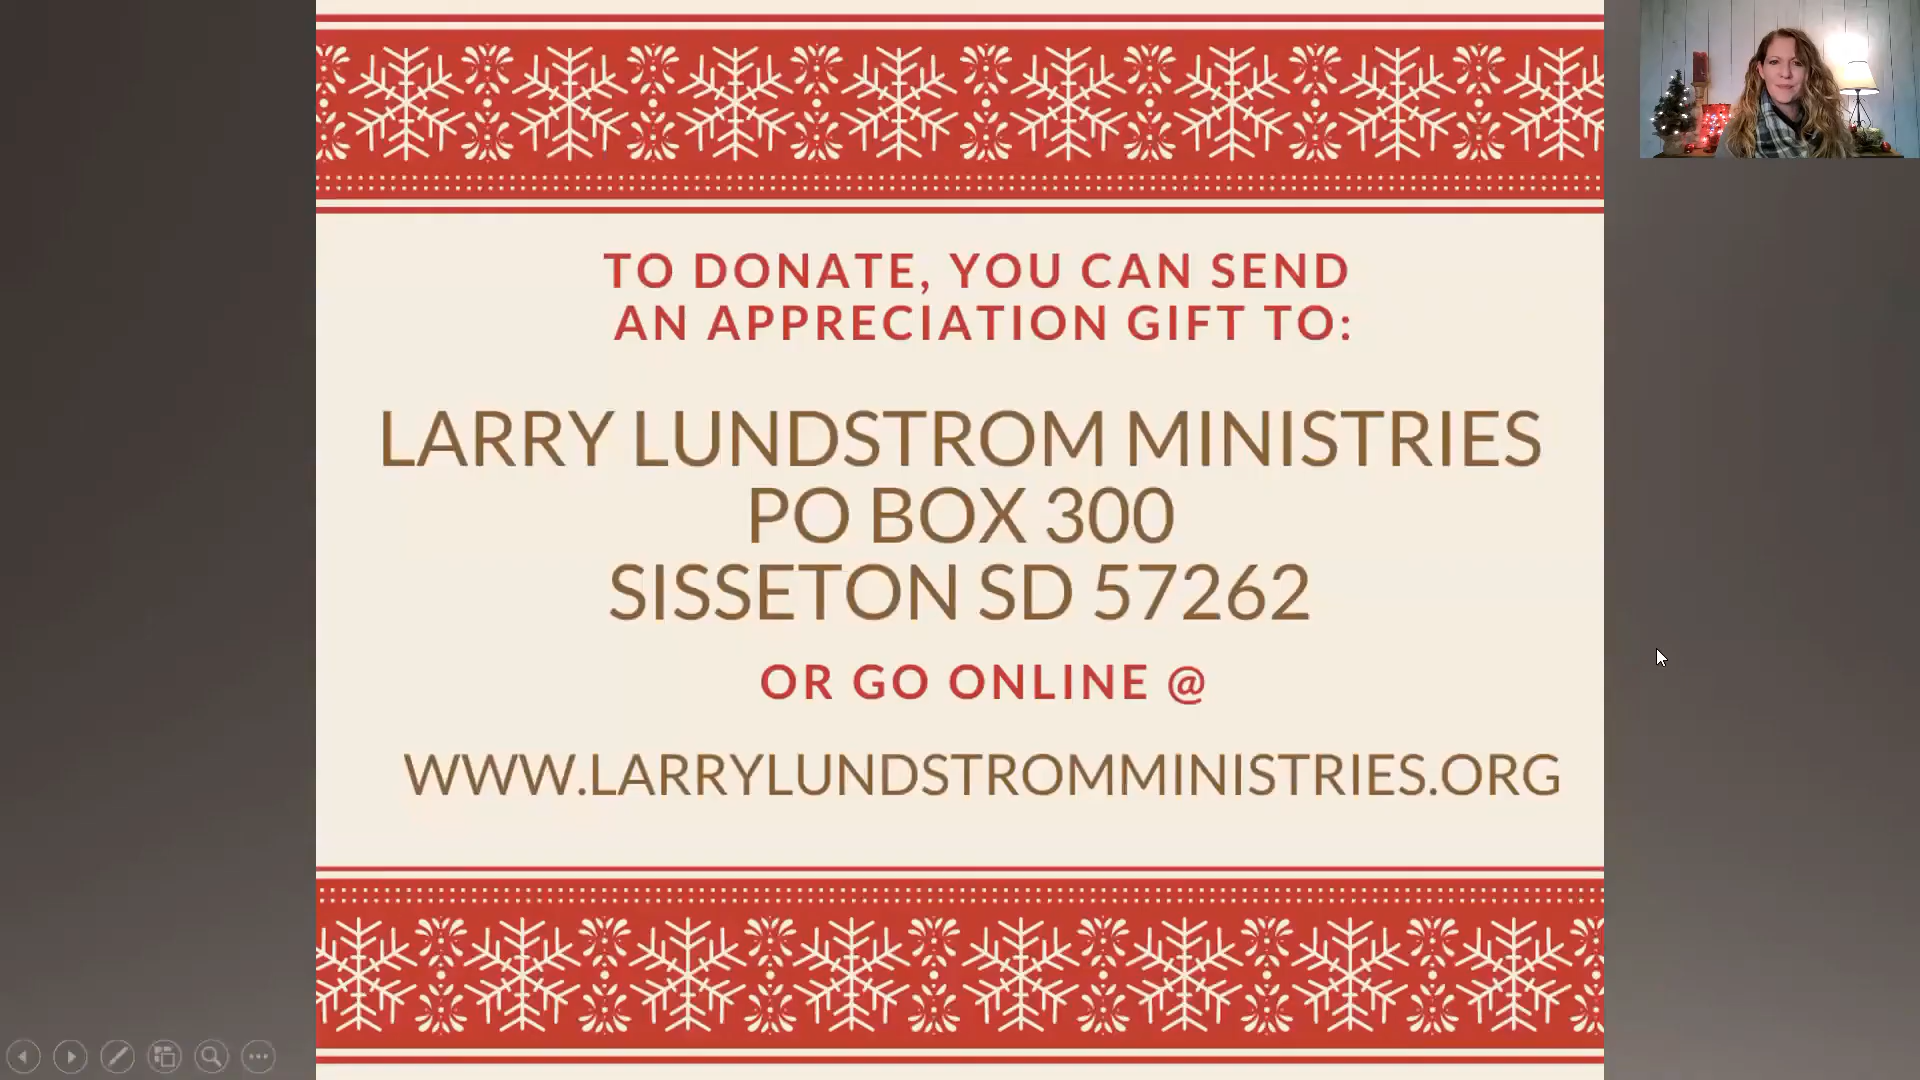 TO DONATE, YOU CAN SEND
AN APPRECIATION GIFT TO:
LARRY LUNDSTROM MINISTRIES
PO BOX 300
SISSETON SD 57262
OR GO ONLINE @
WWW.LARRYLUNDSTROMMINISTRIES.ORG